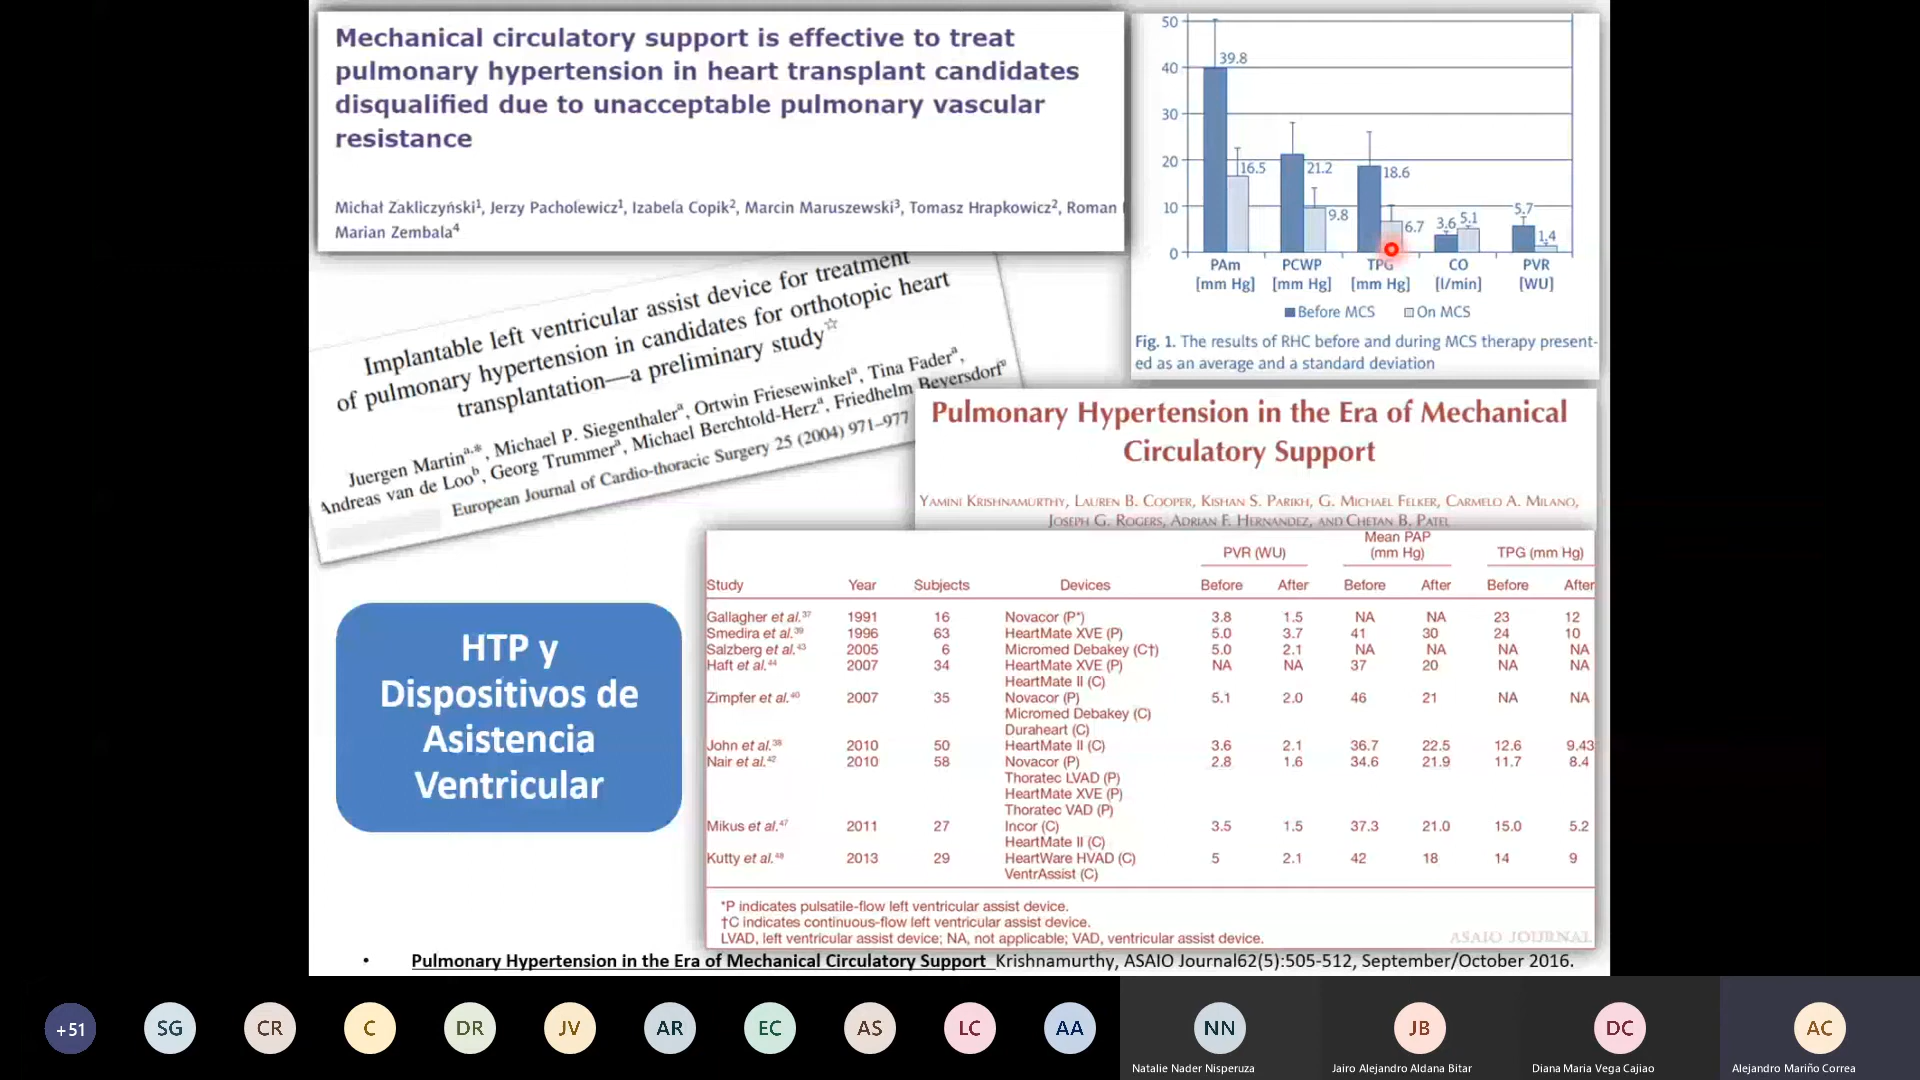 Mechanical circulatory support is effective to treat
pulmonary hypertension in heart transplant candidates
disqualified due to unacceptable pulmonary vascular
resistance
Michał Zakliczyński1, Jerzy Pacholewicz1, Izabela Copik2, Marcin Maruszewski3, Tomasz Hrapkowicz2, Roman
Marian Zembala4
50
40
30
20
10
0
39.8
16.5
21.2
9.8
18.6
6.7
3.6 5.1
5.7
1.4
PAm PCWP TPG CO PVR
[mm Hg] [mm Hg] [mm Hg] [l/min] [WU]
Before MCS On MCS
Fig. 1. The results of RHC before and during MCS therapy present-
ed as an average and a standard deviation
Implantable left ventricular assist device for treatment
of pulmonary hypertension in candidates for orthotopic heart
transplantation—a preliminary study☆
Juergen Martina,*, Michael P. Siegenthalera, Ortwin Friesewinkela, Tina Fadera,
Andreas van de Loob, Georg Trummera, Michael Berchtold-Herza, Friedhelm Beyersdorfa
European Journal of Cardio-thoracic Surgery 25 (2004) 971–977
Pulmonary Hypertension in the Era of Mechanical
Circulatory Support
Yamini Krishnamurthy, Lauren B. Cooper, Kishan S. Parikh, G. Michael Felker, Carmelo A. Milano,
Joseph G. Rogers, Adrian F. Hernandez, and Chetan B. Patel
PVR (WU) Mean PAP (mm Hg) TPG (mm Hg)
Study Year Subjects Devices Before After Before After Before After
Gallagher et al.37 1991 16 Novacor (P*) 3.8 1.5 NA NA 23 12
Smedira et al.39 1996 63 HeartMate XVE (P) 5.0 3.7 41 30 24 10
Salzberg et al.43 2005 6 Micromed Debakey (C†) 5.0 2.1 NA NA NA NA
Haft et al.44 2007 34 HeartMate XVE (P) NA NA 37 20 NA NA
HeartMate II (C)
Zimpfer et al.40 2007 35 Novacor (P) 5.1 2.0 46 21 NA NA
Micromed Debakey (C)
Duraheart (C)
John et al.38 2010 50 HeartMate II (C) 3.6 2.1 36.7 22.5 12.6 9.43
Nair et al.42 2010 58 Novacor (P) 2.8 1.6 34.6 21.9 11.7 8.4
Thoratec LVAD (P)
HeartMate XVE (P)
Thoratec VAD (P)
Mikus et al.47 2011 27 Incor (C) 3.5 1.5 37.3 21.0 15.0 5.2
HeartMate II (C)
Kutty et al.48 2013 29 HeartWare HVAD (C) 5 2.1 42 18 14 9
VentrAssist (C)
*P indicates pulsatile-flow left ventricular assist device.
†C indicates continuous-flow left ventricular assist device.
LVAD, left ventricular assist device; NA, not applicable; VAD, ventricular assist device.
ASAIO JOURNAL
HTP y
Dispositivos de
Asistencia
Ventricular
• Pulmonary Hypertension in the Era of Mechanical Circulatory Support Krishnamurthy, ASAIO Journal62(5):505-512, September/October 2016.
+51 SG CR C DR JV AR EC AS LC AA NN JB DC AC
Natalie Nader Nisperuza Jairo Alejandro Aldana Bitar Diana Maria Vega Cajiao Alejandro Mariño Correa